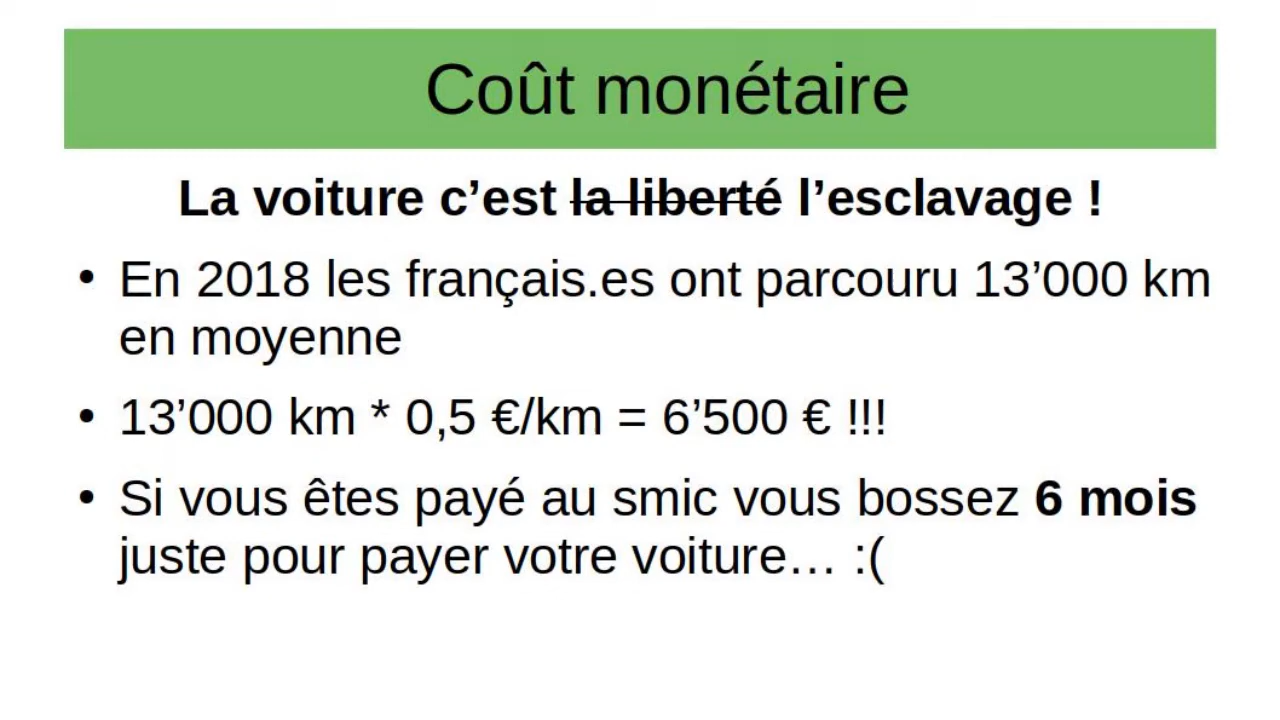 Coût monétaire
La voiture c’est la liberté l’esclavage !
• En 2018 les français.es ont parcouru 13’000 km
en moyenne
• 13’000 km * 0,5 €/km = 6’500 € !!!
• Si vous êtes payé au smic vous bossez 6 mois
juste pour payer votre voiture… :(